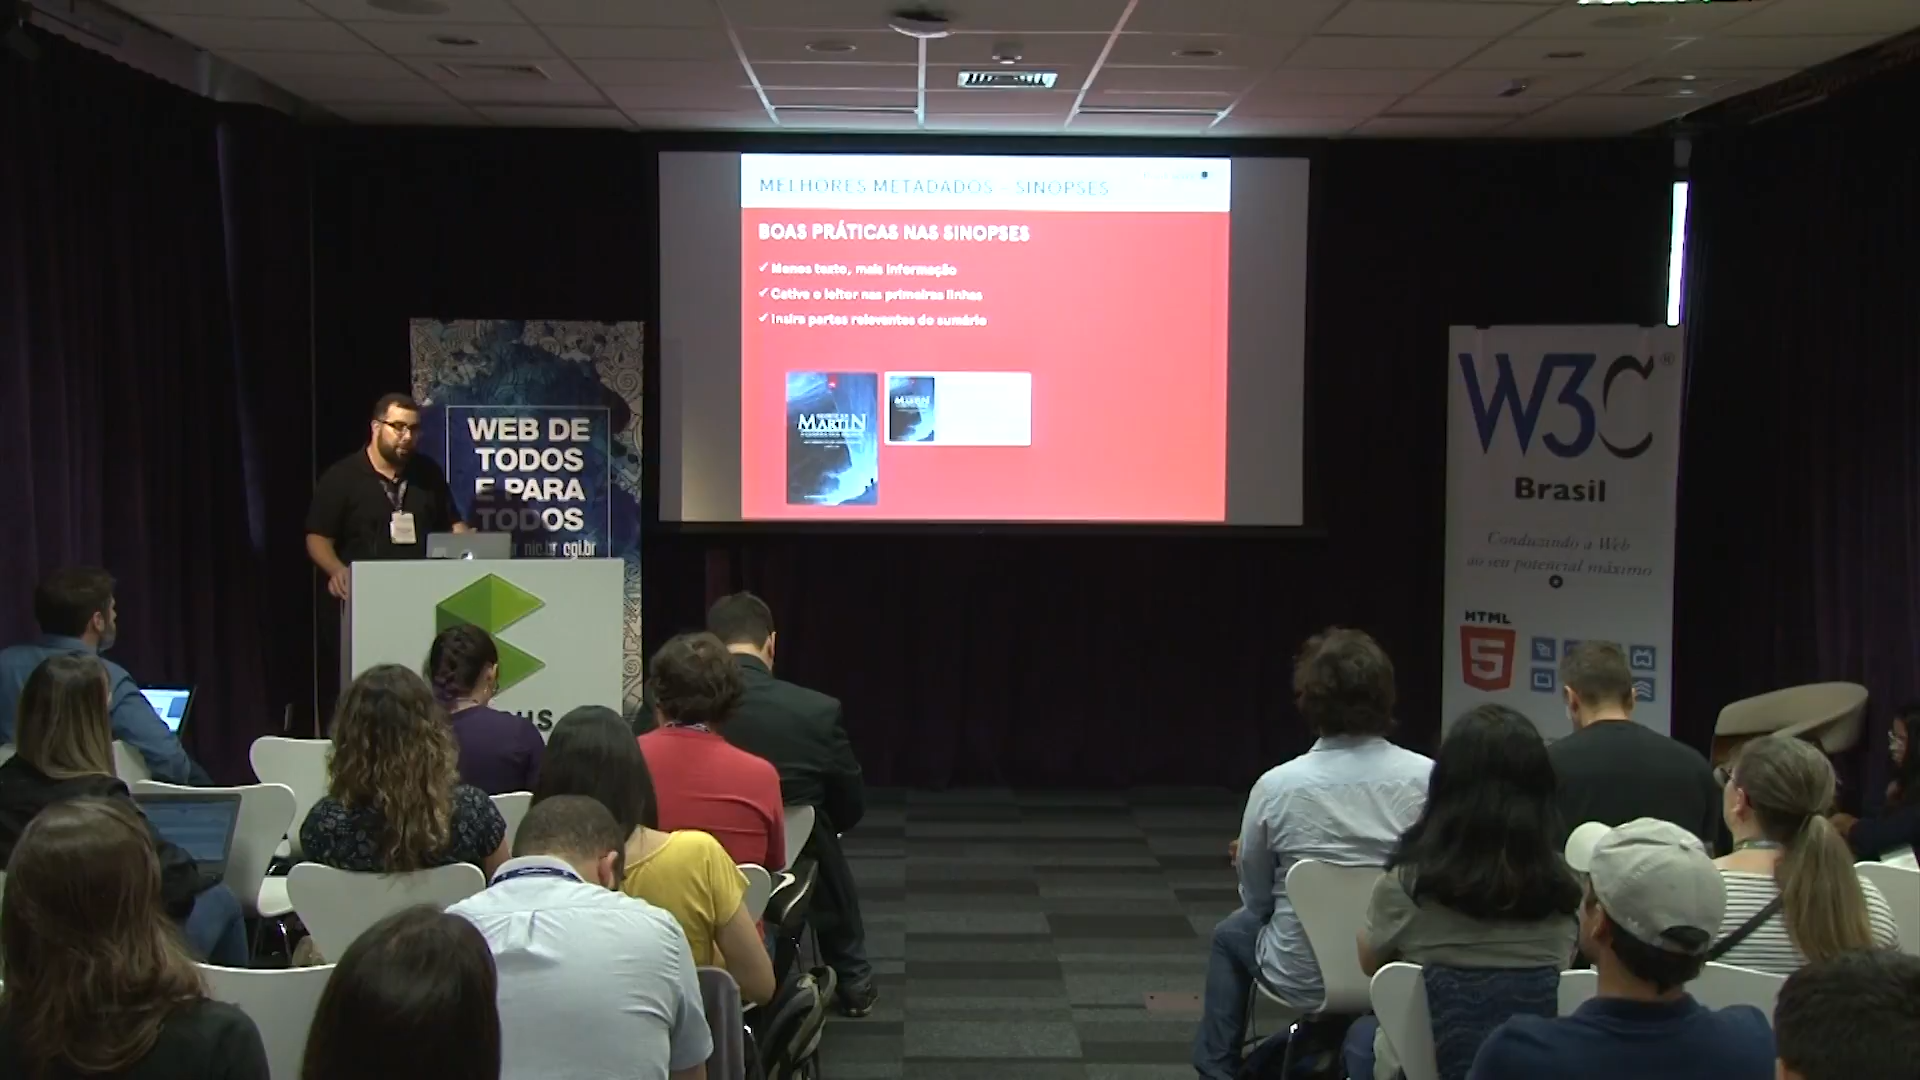 MELHORES METADADOS - SINOPSES
BOAS PRÁTICAS NAS SINOPSES
✓ Menos texto, mais informação
✓ Cative o leitor nas primeiras linhas
✓ Insira partes relevantes do sumário
MARTIN
WEB DE
TODOS
E PARA
TODOS
nic.br cgi.br
W3C®
Brasil
Conduzindo a Web
ao seu potencial máximo
HTML
5